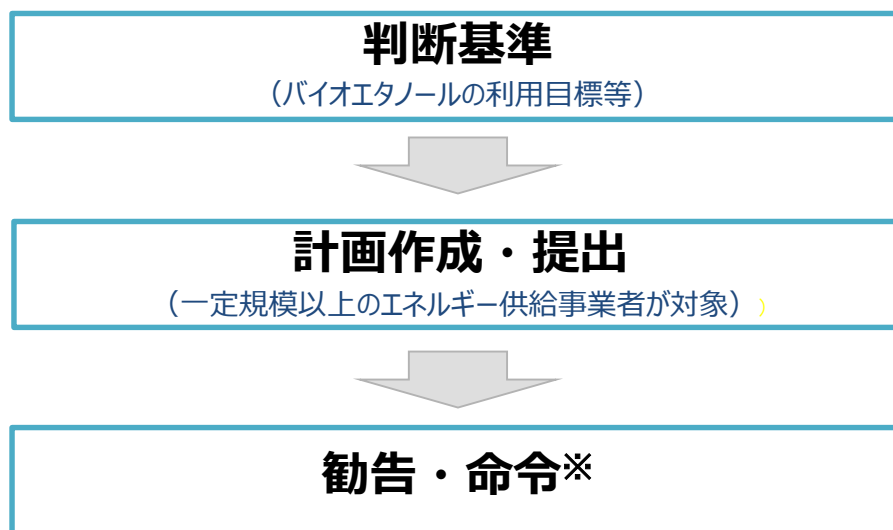 判断基準
（バイオエタノールの利用目標等）
計画作成・提出
（一定規模以上のエネルギー供給事業者が対象） ）
勧告・命令※